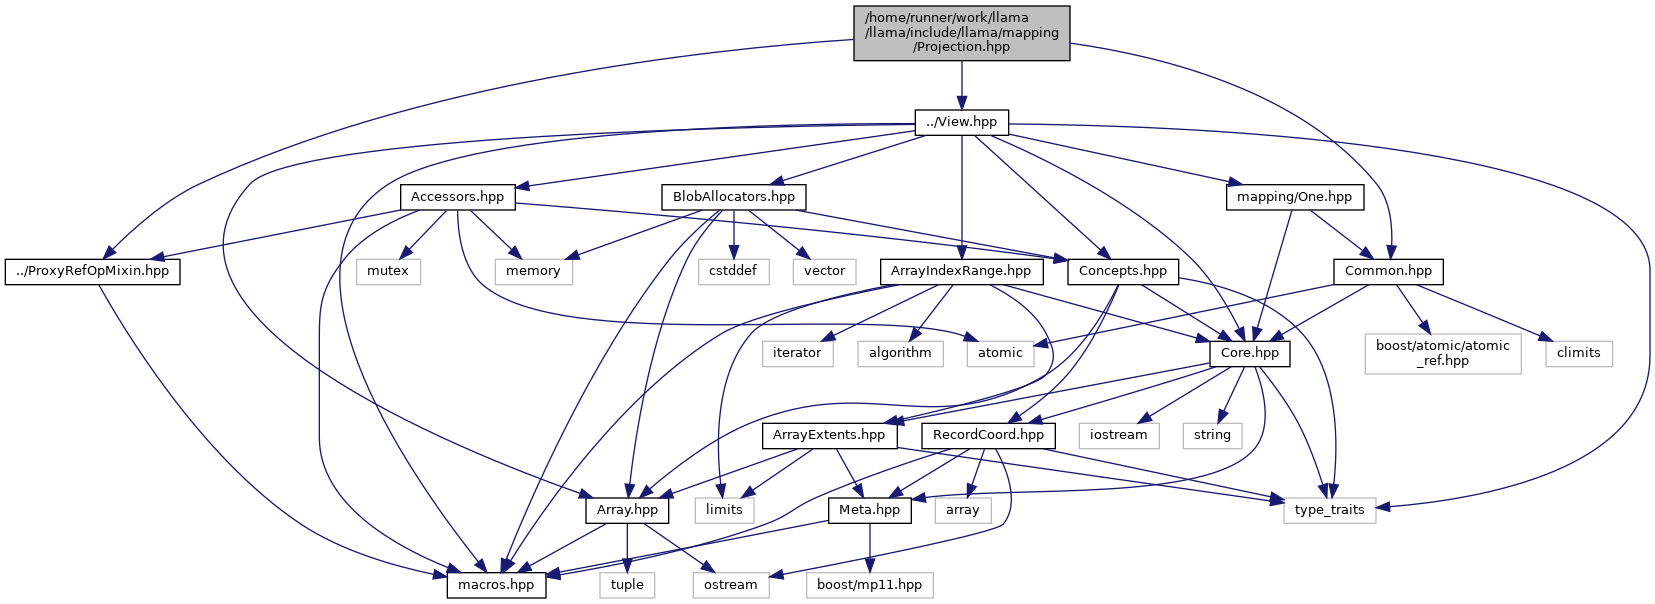 /home/runner/work/llama
/llama/include/llama/mapping
/Projection.hpp
../View.hpp
Accessors.hpp
BlobAllocators.hpp
mapping/One.hpp
../ProxyRefOpMixin.hpp
mutex
memory
cstddef
vector
ArrayIndexRange.hpp
Concepts.hpp
Common.hpp
iterator
algorithm
atomic
Core.hpp
boost/atomic/atomic
_ref.hpp
climits
ArrayExtents.hpp
RecordCoord.hpp
iostream
string
Array.hpp
limits
Meta.hpp
array
type_traits
macros.hpp
tuple
ostream
boost/mp11.hpp